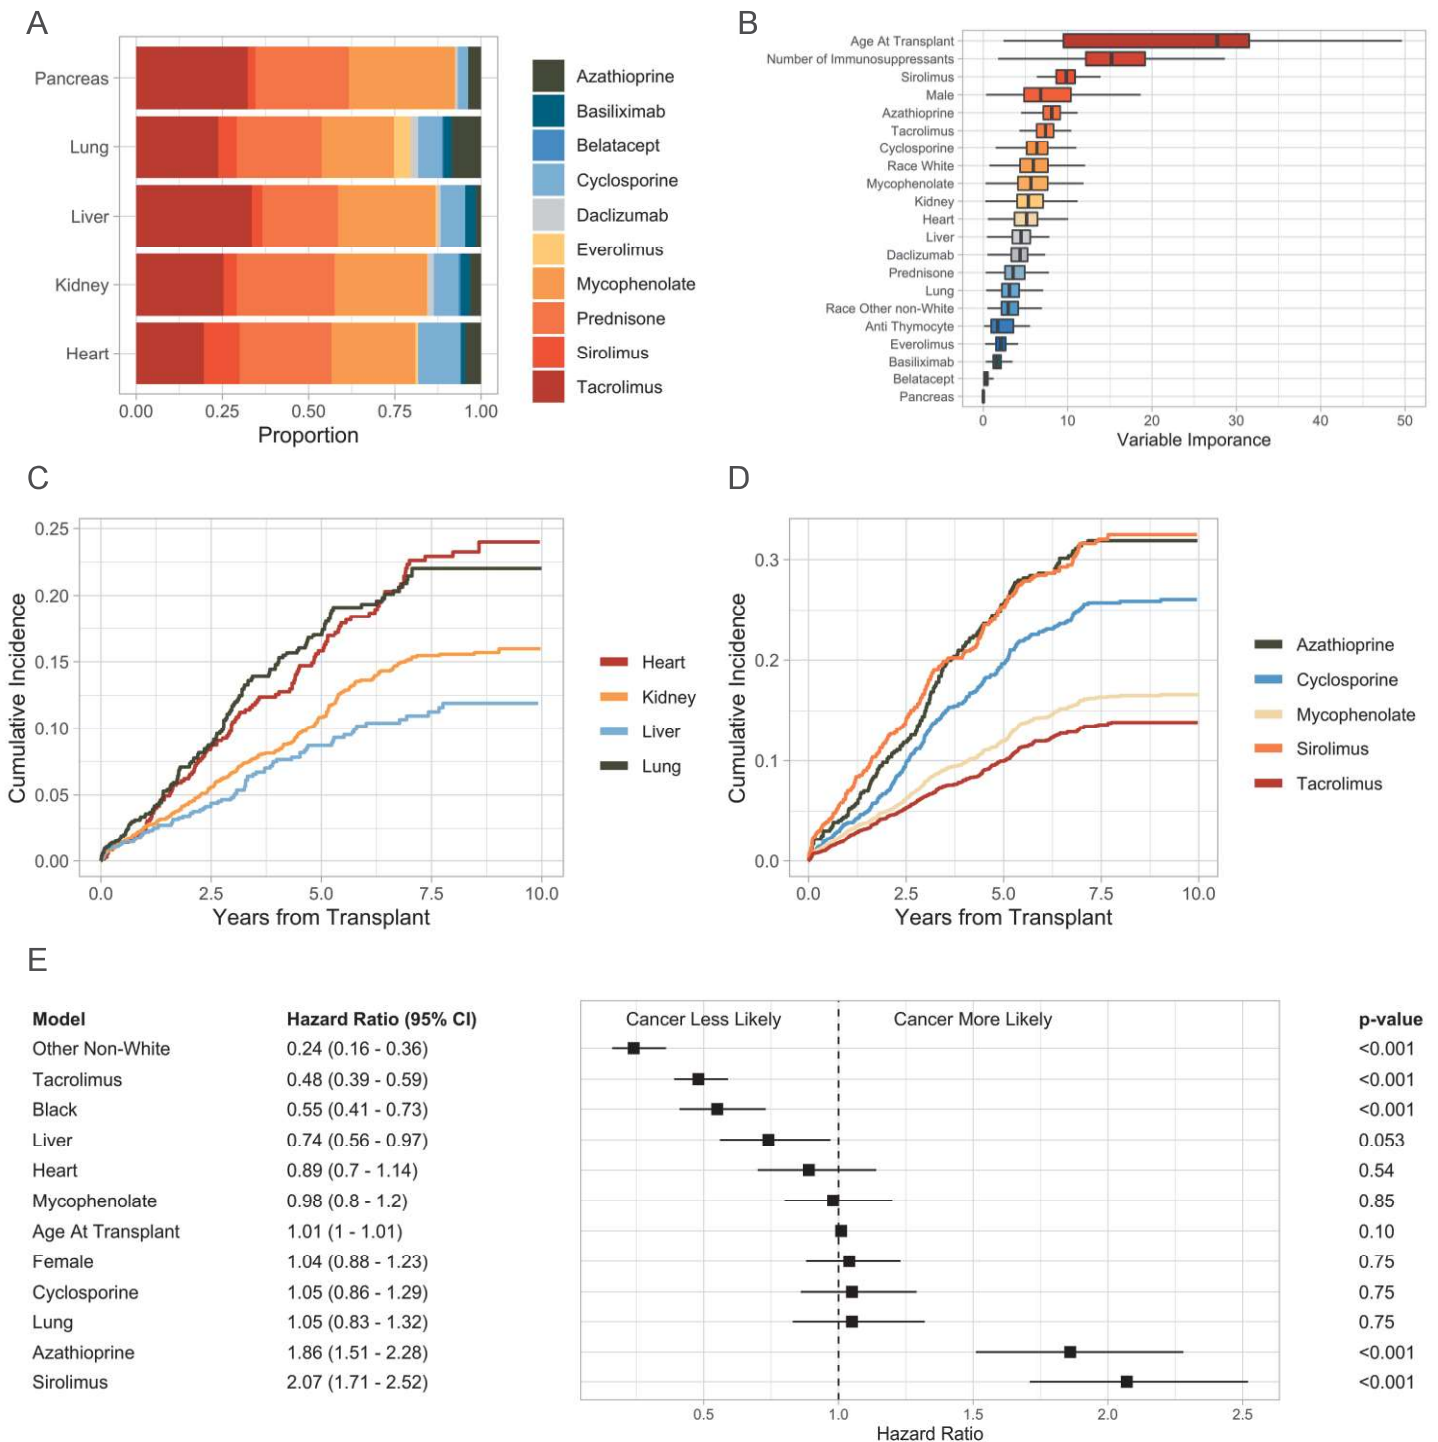 A
Pancreas
Lung
Liver
Kidney
Heart
0.00 0.25 0.50 0.75 1.00
Proportion
Azathioprine
Basiliximab
Belatacept
Cyclosporine
Daclizumab
Everolimus
Mycophenolate
Prednisone
Sirolimus
Tacrolimus
B
Age At Transplant
Number of Immunosuppressants
Sirolimus
Male
Azathioprine
Tacrolimus
Cyclosporine
Race White
Mycophenolate
Kidney
Heart
Liver
Daclizumab
Prednisone
Lung
Race Other non-White
Anti Thymocyte
Everolimus
Basiliximab
Belatacept
Pancreas
0 10 20 30 40 50
Variable Imporance
C
Cumulative Incidence
0.25
0.20
0.15
0.10
0.05
0.00
0.0 2.5 5.0 7.5 10.0
Years from Transplant
Heart
Kidney
Liver
Lung
D
Cumulative Incidence
0.3
0.2
0.1
0.0
0.0 2.5 5.0 7.5 10.0
Years from Transplant
Azathioprine
Cyclosporine
Mycophenolate
Sirolimus
Tacrolimus
E
Model Hazard Ratio (95% CI) Cancer Less Likely Cancer More Likely p-value
Other Non-White 0.24 (0.16 - 0.36) <0.001
Tacrolimus 0.48 (0.39 - 0.59) <0.001
Black 0.55 (0.41 - 0.73) <0.001
Liver 0.74 (0.56 - 0.97) 0.053
Heart 0.89 (0.7 - 1.14) 0.54
Mycophenolate 0.98 (0.8 - 1.2) 0.85
Age At Transplant 1.01 (1 - 1.01) 0.10
Female 1.04 (0.88 - 1.23) 0.75
Cyclosporine 1.05 (0.86 - 1.29) 0.75
Lung 1.05 (0.83 - 1.32) 0.75
Azathioprine 1.86 (1.51 - 2.28) <0.001
Sirolimus 2.07 (1.71 - 2.52) <0.001
0.5 1.0 1.5 2.0 2.5
Hazard Ratio